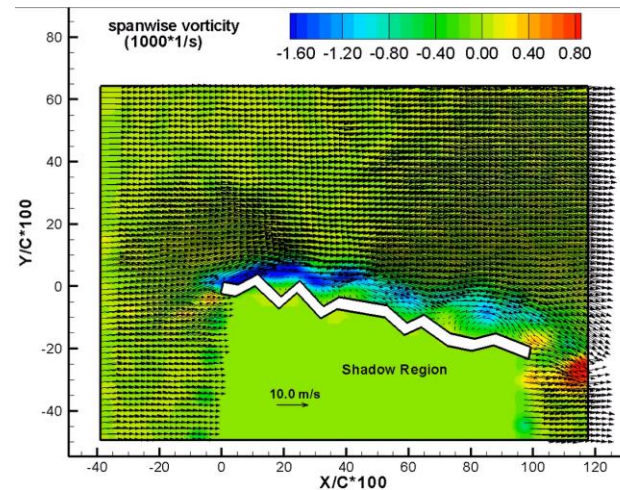 spanwise vorticity
(1000*1/s)
-1.60 -1.20 -0.80 -0.40 0.00 0.40 0.80
80
60
40
20
0
-20
-40
Y/C*100
Shadow Region
10.0 m/s
-40 -20 0 20 40 60 80 100 120
X/C*100